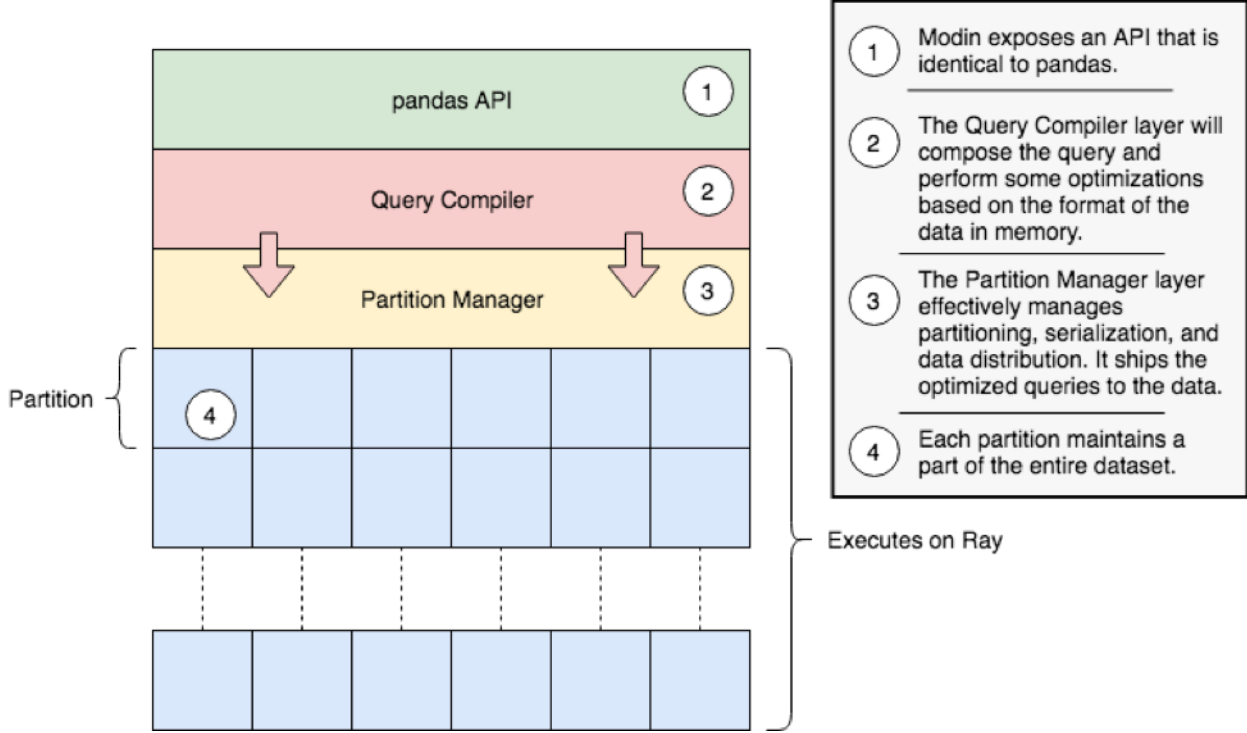 pandas API
1
Query Compiler
2
Partition Manager
3
Partition
4
Executes on Ray
1
Modin exposes an API that is
identical to pandas.
2
The Query Compiler layer will
compose the query and
perform some optimizations
based on the format of the
data in memory.
3
The Partition Manager layer
effectively manages
partitioning, serialization, and
data distribution. It ships the
optimized queries to the data.
4
Each partition maintains a
part of the entire dataset.